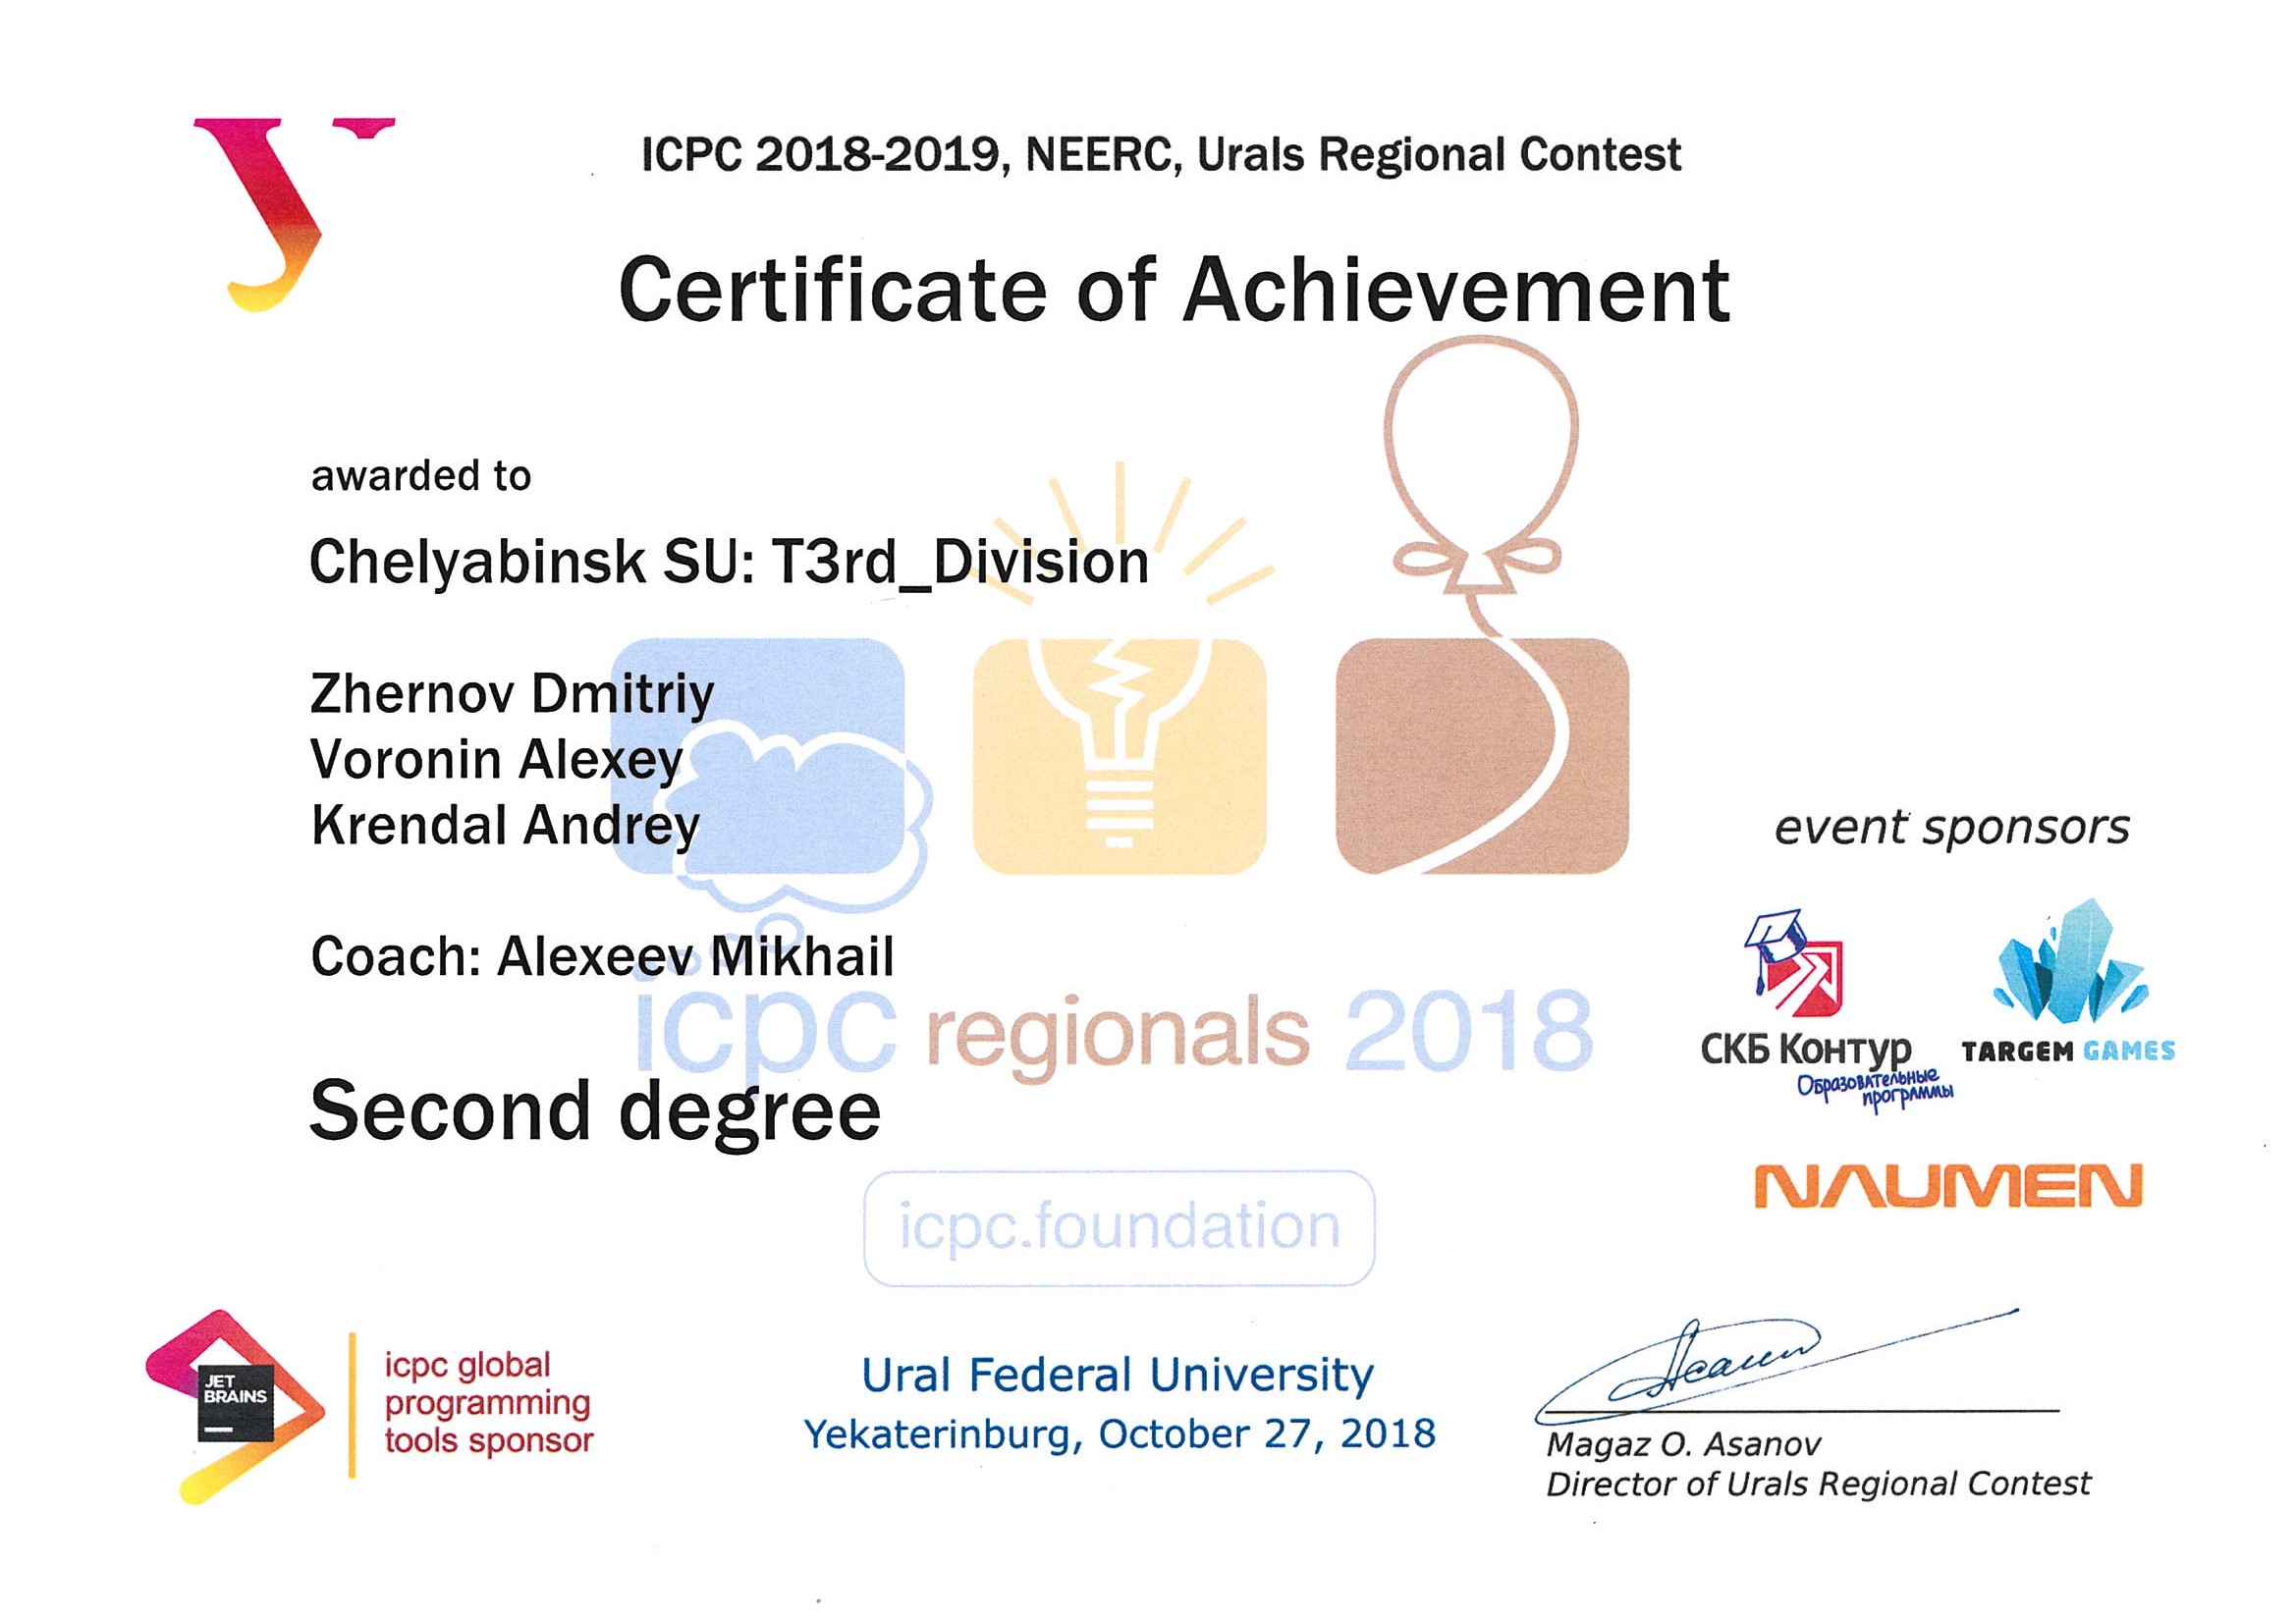 У
ICPC 2018-2019, NEERC, Urals Regional Contest
Certificate of Achievement
awarded to
Chelyabinsk SU: T3rd_Division
Zhernov Dmitriy
Voronin Alexey
Krendal Andrey
Coach: Alexeev Mikhail
icpc regionals 2018
Second degree
icpc.foundation
event sponsors
СКБ Контур
Образовательные
программы
TARGEM GAMES
NAUMEN
JET
BRAINS
icpc global
programming
tools sponsor
Ural Federal University
Yekaterinburg, October 27, 2018
Magaz O. Asanov
Director of Urals Regional Contest